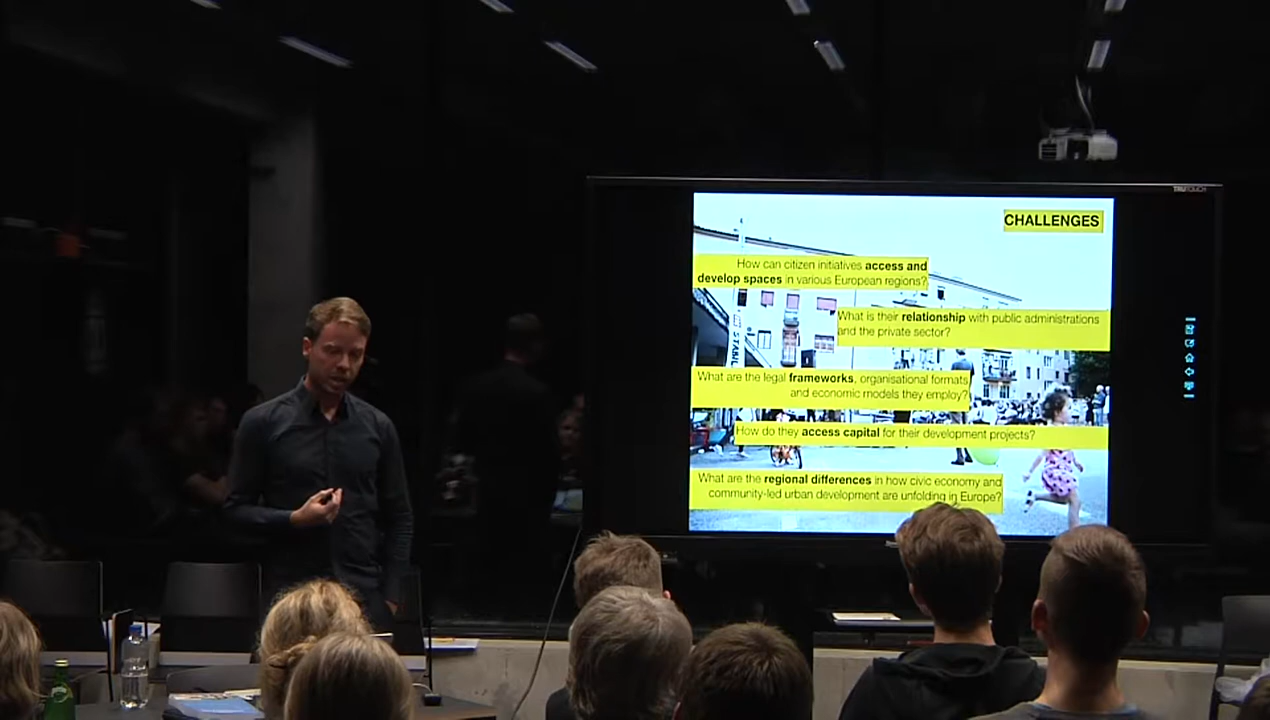 TRUTOUCH
CHALLENGES
How can citizen initiatives access and
develop spaces in various European regions?
What is their relationship with public administrations
and the private sector?
STABIL
What are the legal frameworks, organisational formats
and economic models they employ?
How do they access capital for their development projects?
What are the regional differences in how civic economy and
community-led urban development are unfolding in Europe?